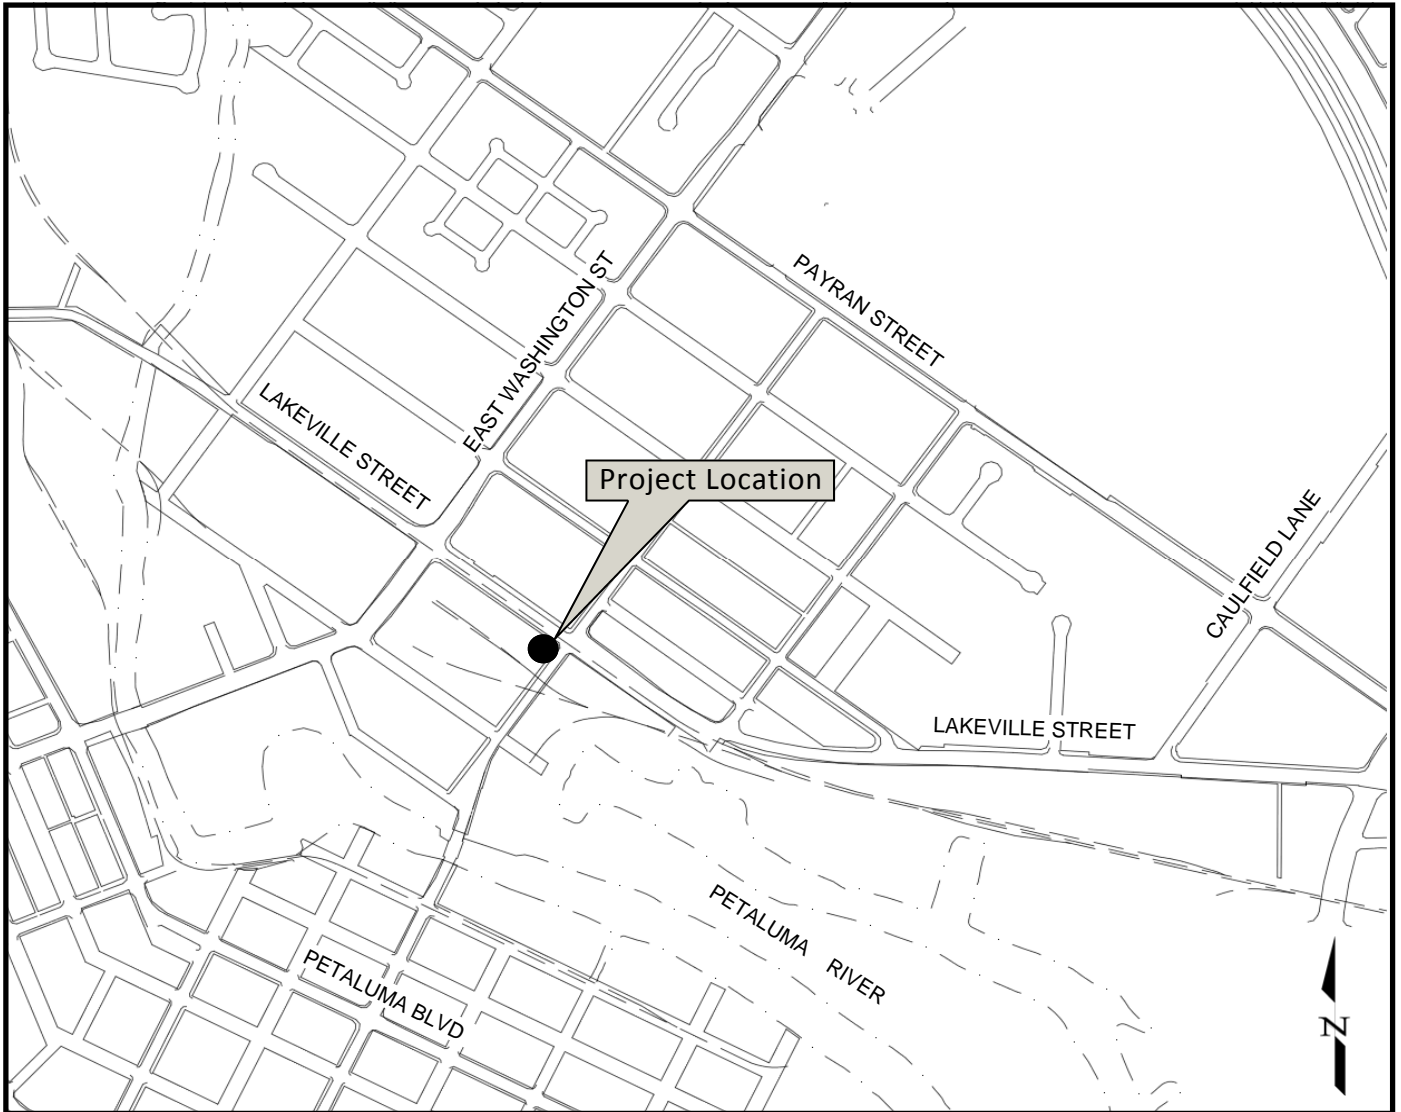 PAYRAN STREET
EAST WASHINGTON ST
LAKEVILLE STREET
Project Location
CAULFIELD LANE
LAKEVILLE STREET
PETALUMA RIVER
PETALUMA BLVD
N